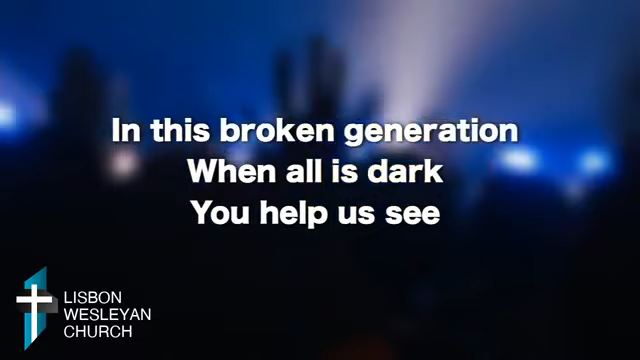 In this broken generation
When all is dark
You help us see
LISBON
WESLEYAN
CHURCH